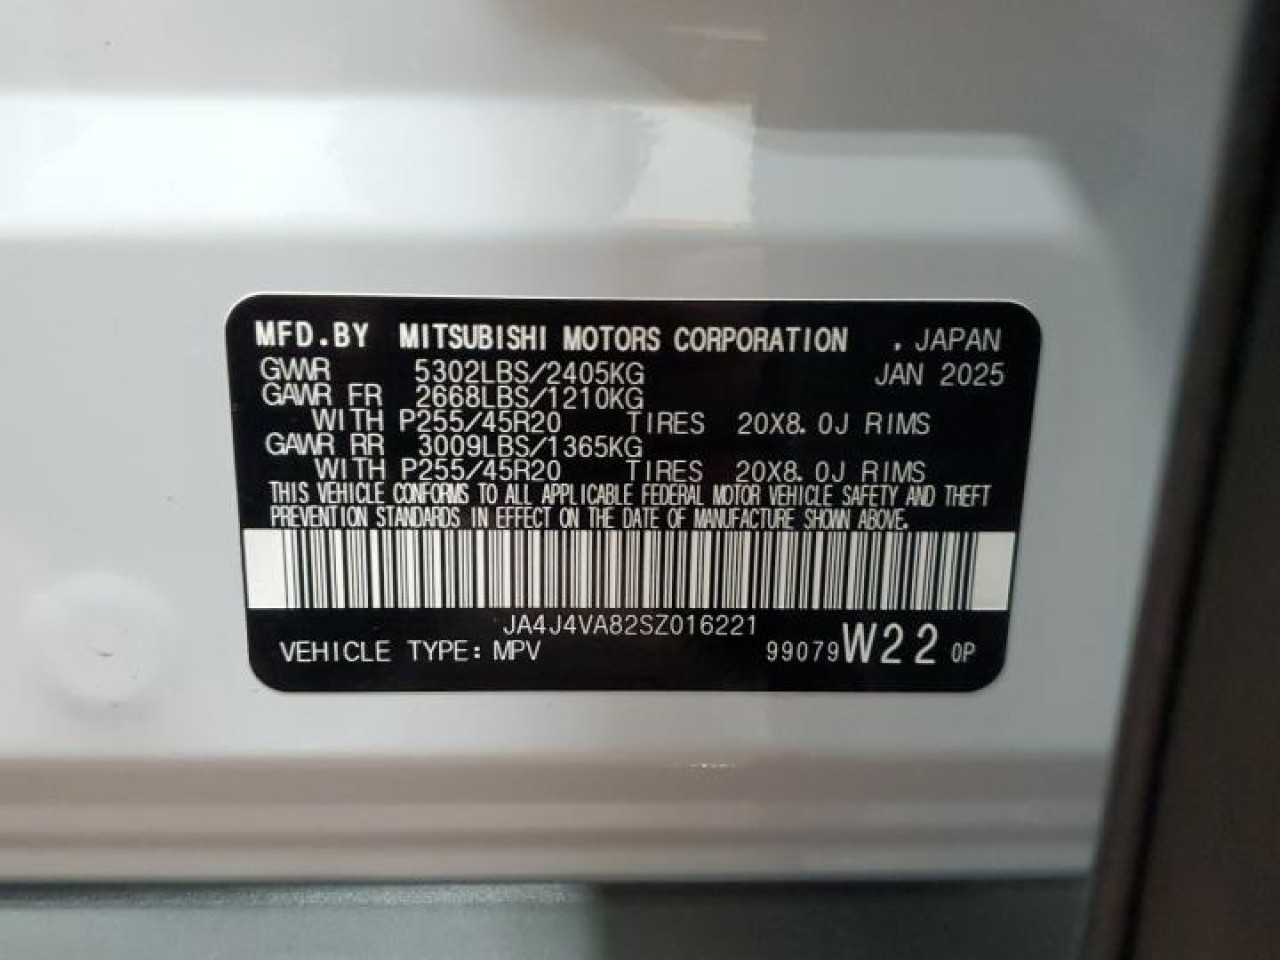 MFD.BY MITSUBISHI MOTORS CORPORATION , JAPAN
GVWR 5302LBS/2405KG JAN 2025
GAWR FR 2668LBS/1210KG
WITH P255/45R20 TIRES 20X8.0J RIMS
GAWR RR 3009LBS/1365KG
WITH P255/45R20 TIRES 20X8.0J RIMS
THIS VEHICLE CONFORMS TO ALL APPLICABLE FEDERAL MOTOR VEHICLE SAFETY AND THEFT
PREVENTION STANDARDS IN EFFECT ON THE DATE OF MANUFACTURE SHOWN ABOVE.
JA4J4VA82SZ016221
VEHICLE TYPE: MPV 99079 W22 0P